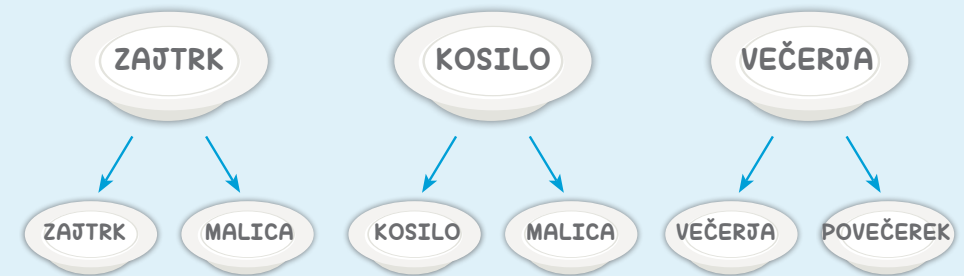 ZAJTRK KOSILO VEČERJA
ZAJTRK MALICA KOSILO MALICA VEČERJA POVEČEREK